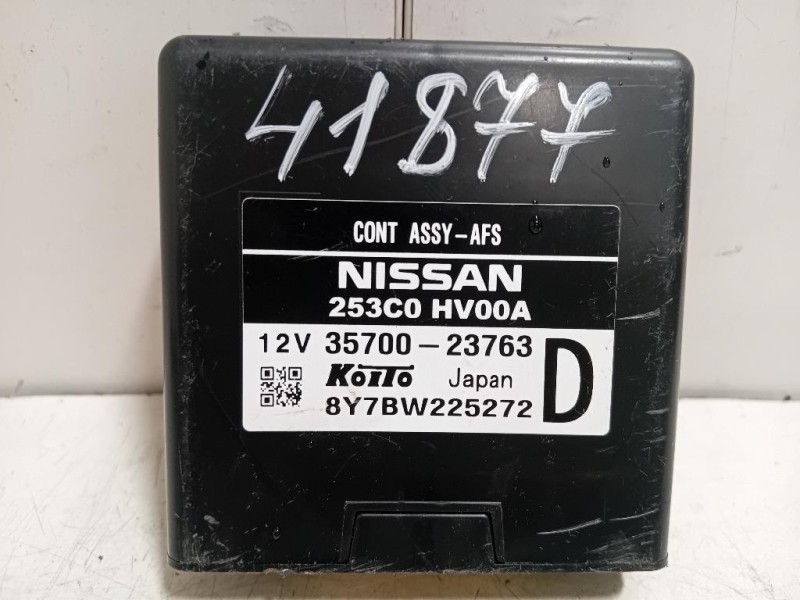 41877
CONT ASSY-AFS
NISSAN
253C0 HV00A
12V 35700-23763
D
KOITO Japan
8Y7BW225272